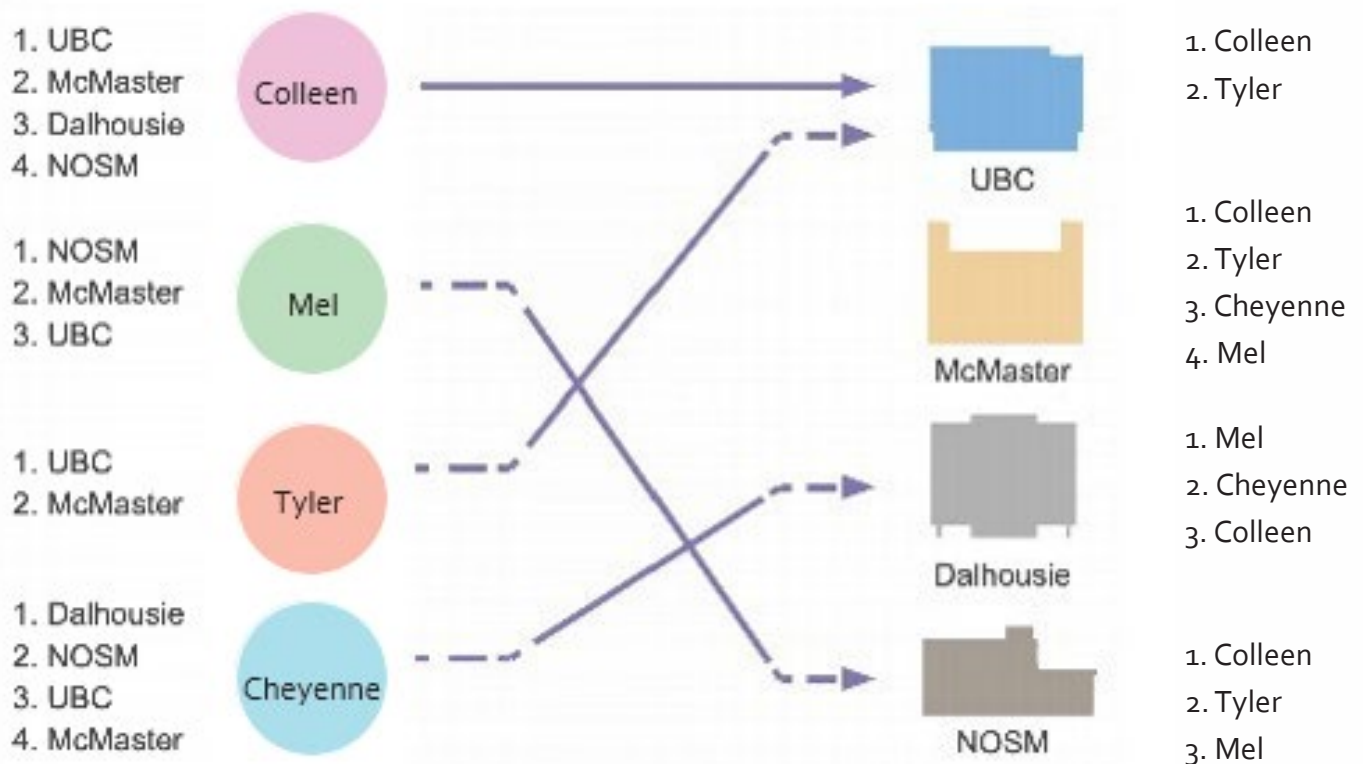 1. UBC
2. McMaster
3. Dalhousie
4. NOSM
Colleen
UBC
1. Colleen
2. Tyler
1. NOSM
2. McMaster
3. UBC
Mel
McMaster
1. Colleen
2. Tyler
3. Cheyenne
4. Mel
1. UBC
2. McMaster
Tyler
Dalhousie
1. Mel
2. Cheyenne
3. Colleen
1. Dalhousie
2. NOSM
3. UBC
4. McMaster
Cheyenne
NOSM
1. Colleen
2. Tyler
3. Mel